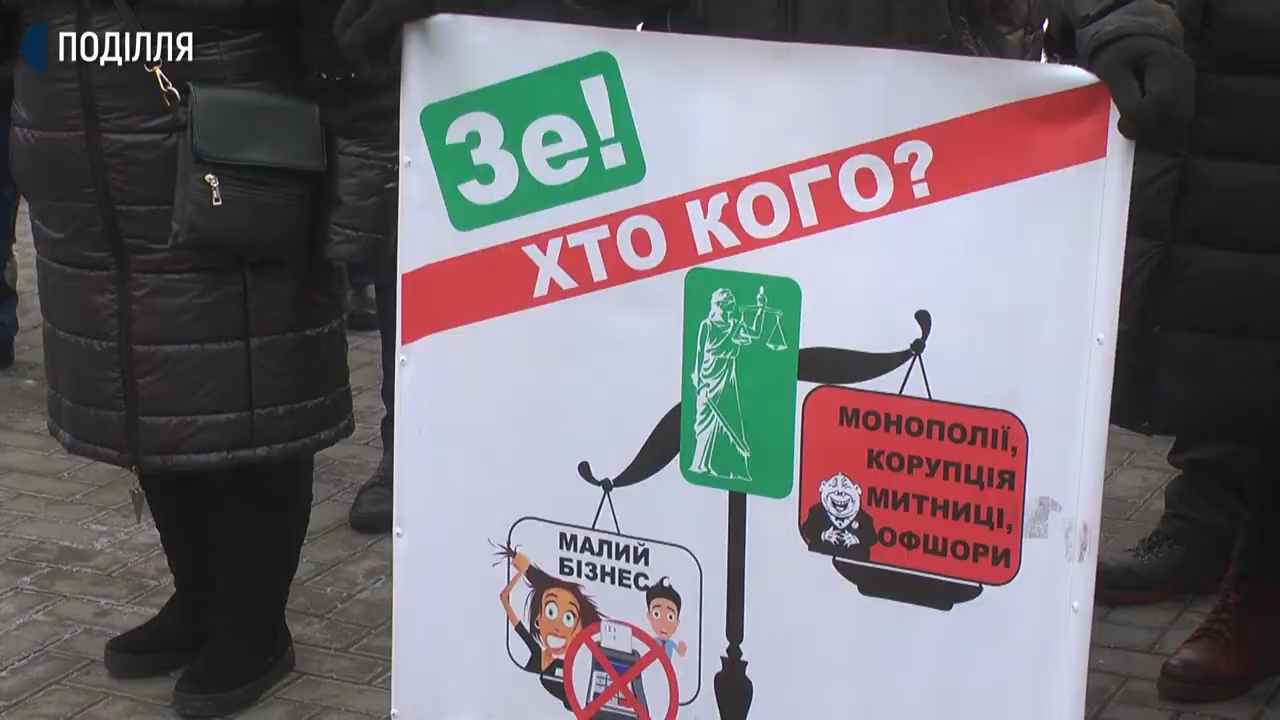 ПОДІЛЛЯ
Зе!
ХТО КОГО?
МОНОПОЛІЇ,
КОРУПЦІЯ
МИТНИЦІ,
ОФШОРИ
МАЛИЙ
БІЗНЕС